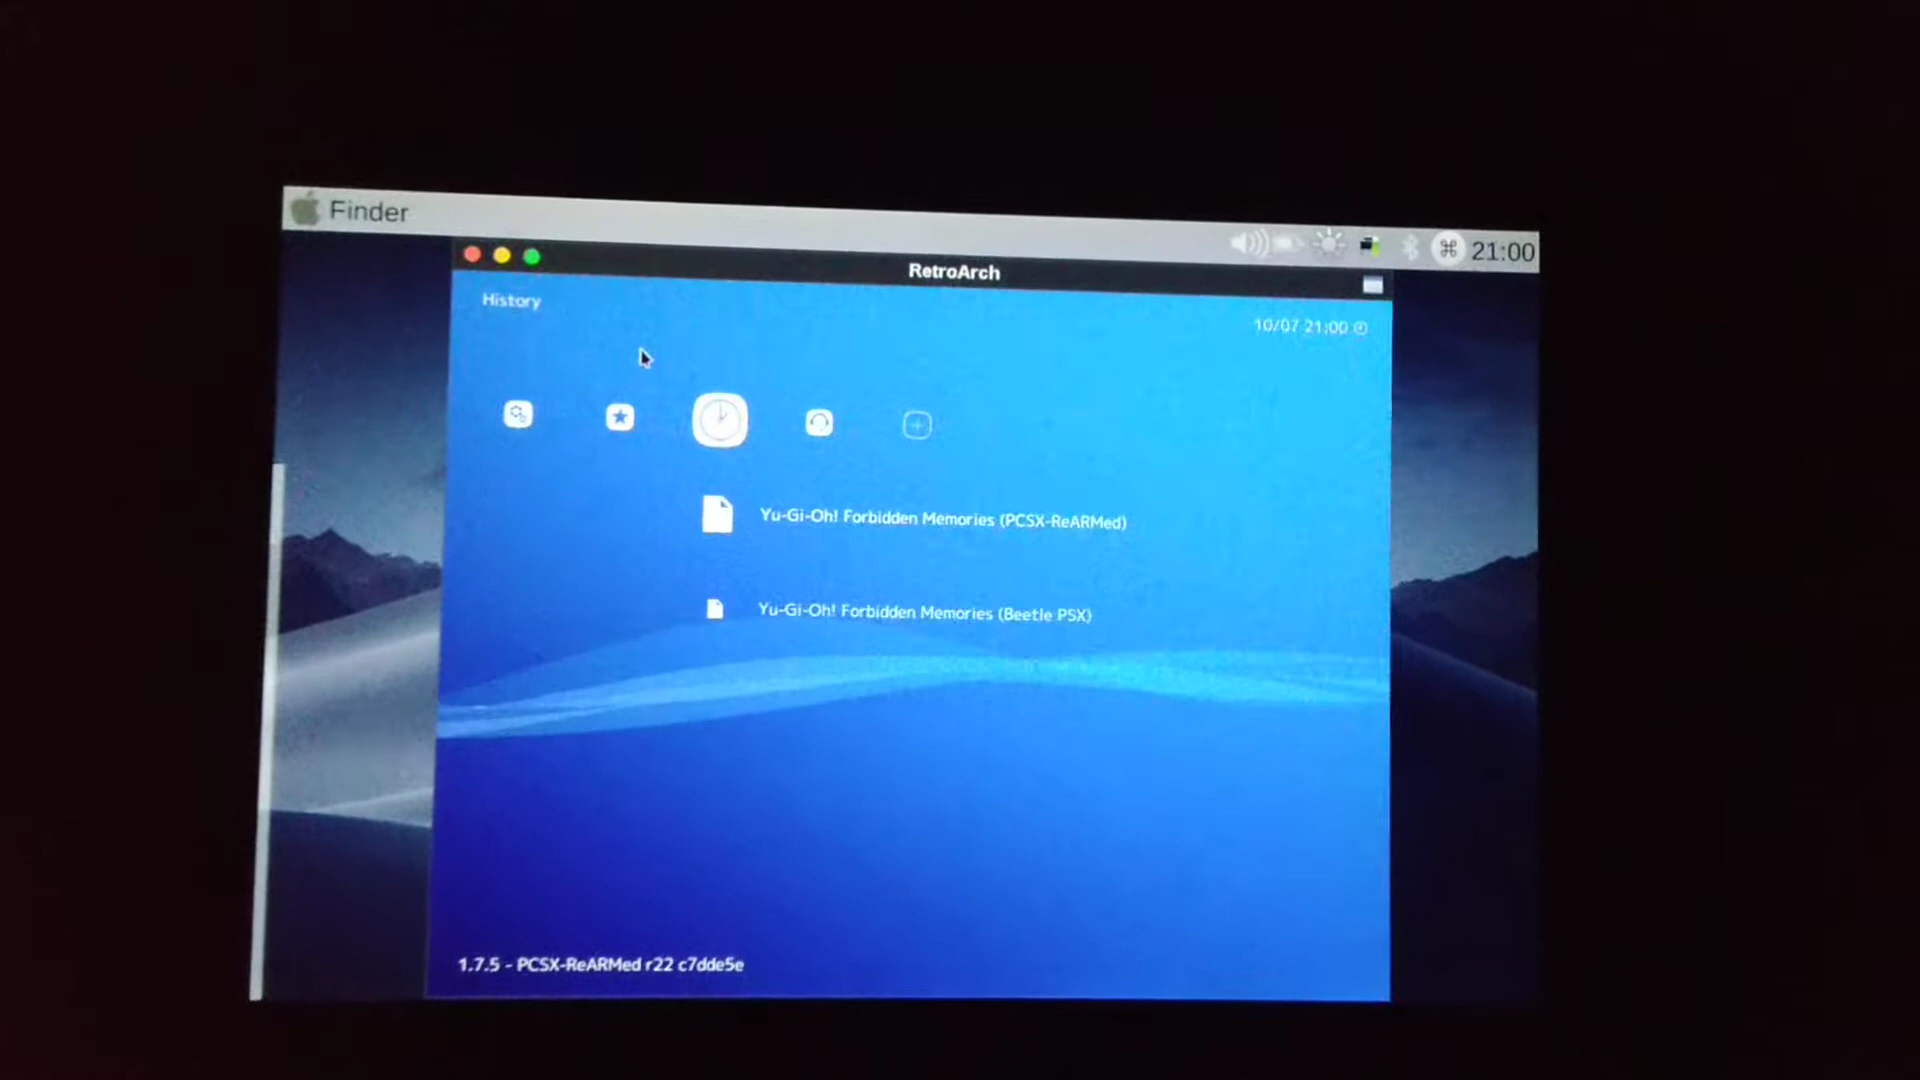 Finder
21:00
RetroArch
History
10/07 21:00
Yu-Gi-Oh! Forbidden Memories (PCSX-ReARMed)
Yu-Gi-Oh! Forbidden Memories (Beetle PSX)
1.7.5 - PCSX-ReARMed r22 c7dde5e